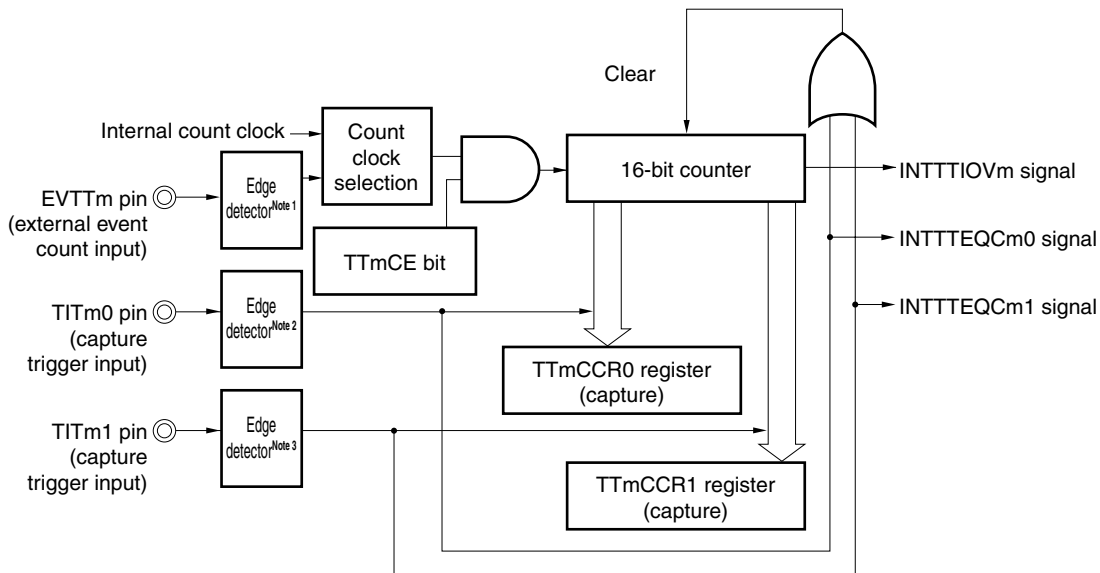 Clear
Internal count clock
Count
clock
selection
16-bit counter
INTTTIOVm signal
EVTTm pin
(external event
count input)
Edge
detectorNote 1
TTmCE bit
INTTTEQCm0 signal
TITm0 pin
(capture
trigger input)
Edge
detectorNote 2
INTTTEQCm1 signal
TTmCCR0 register
(capture)
TITm1 pin
(capture
trigger input)
Edge
detectorNote 3
TTmCCR1 register
(capture)